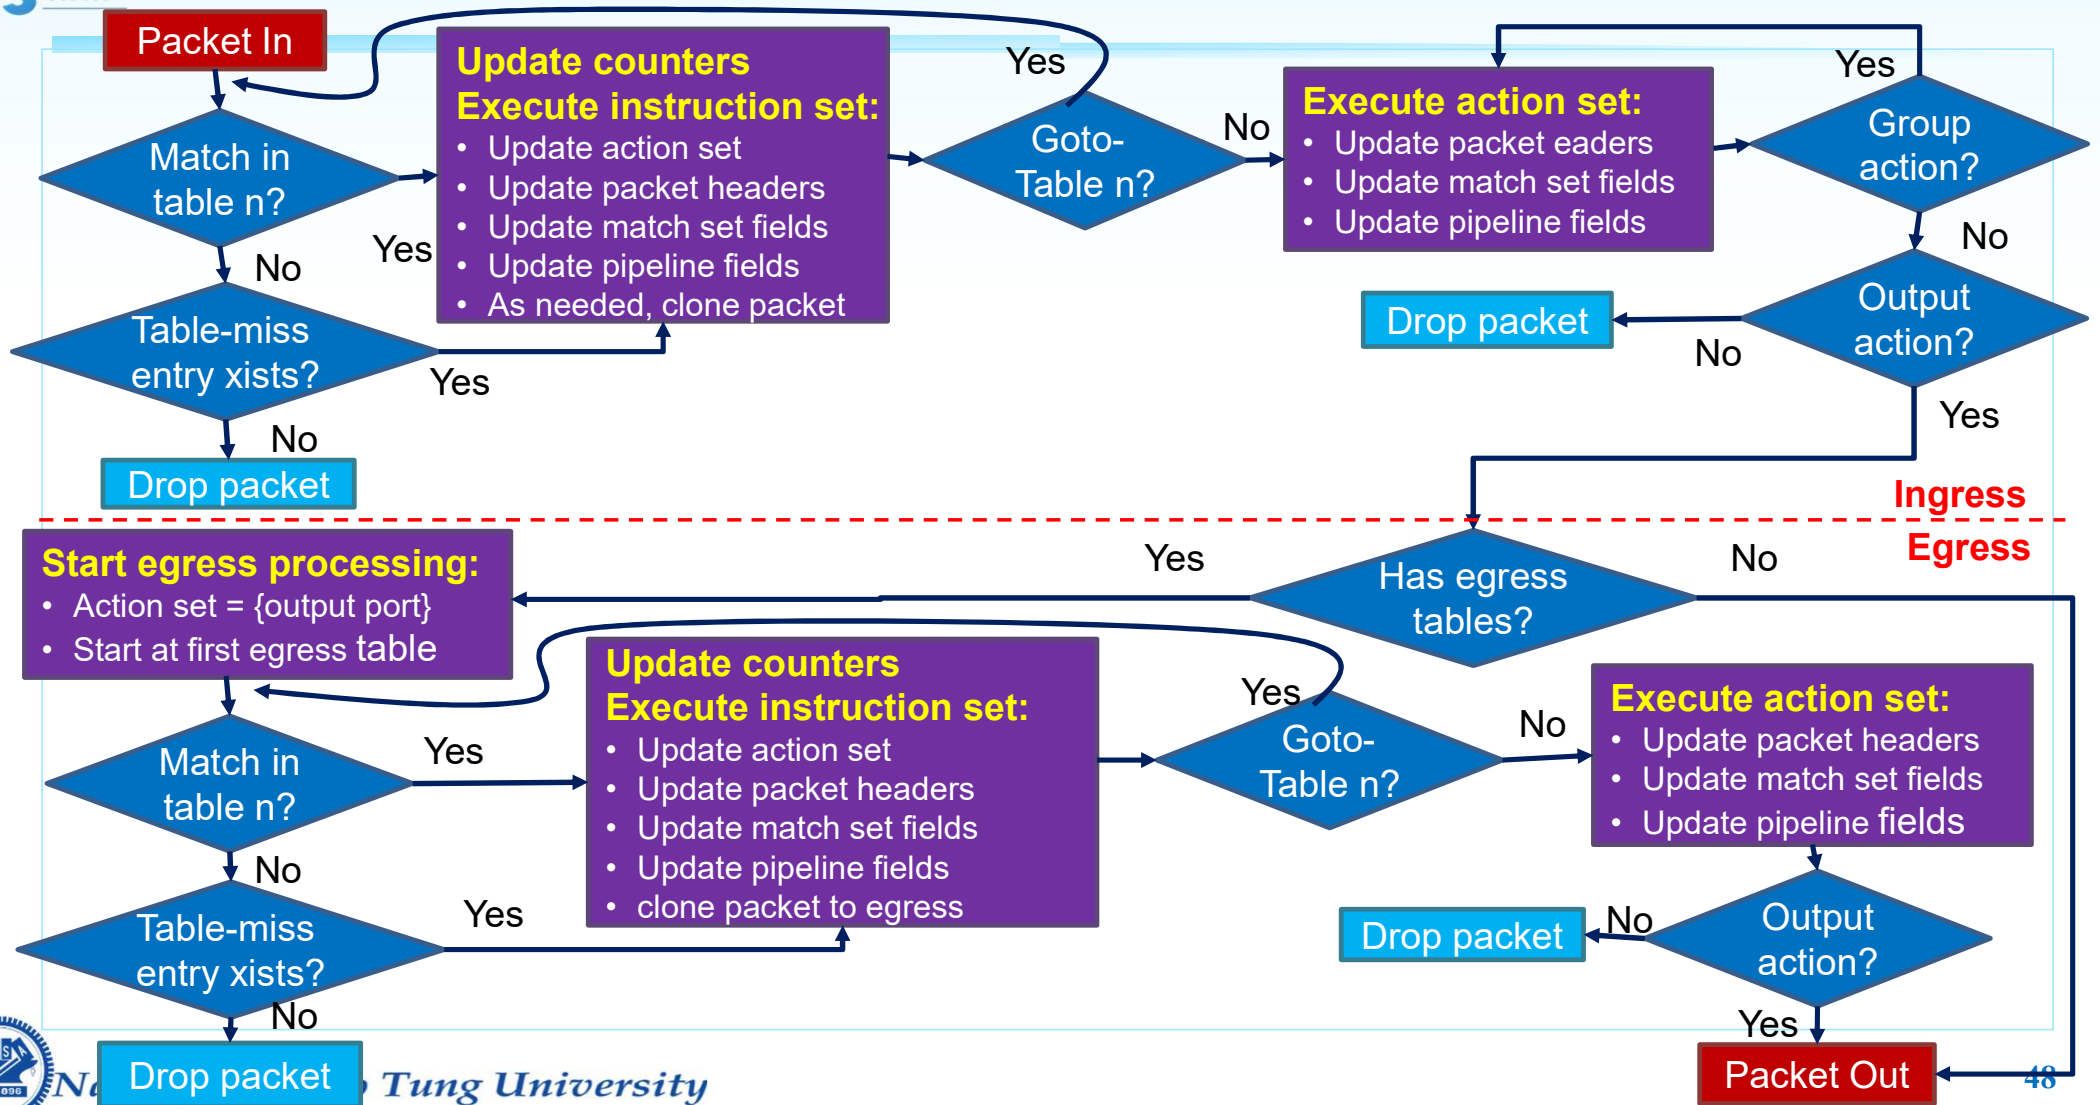 Packet In
Match in
table n?
Yes
No
Table-miss
entry xists?
Yes
No
Drop packet
Update counters
Execute instruction set:
• Update action set
• Update packet headers
• Update match set fields
• Update pipeline fields
• As needed, clone packet
Yes
Goto-
Table n?
No
Execute action set:
• Update packet eaders
• Update match set fields
• Update pipeline fields
Yes
Group
action?
No
Output
action?
No
Drop packet
Yes
Ingress
Egress
Has egress
tables?
Yes
No
Start egress processing:
• Action set = {output port}
• Start at first egress table
Match in
table n?
Yes
No
Table-miss
entry xists?
Yes
No
Drop packet
Update counters
Execute instruction set:
• Update action set
• Update packet headers
• Update match set fields
• Update pipeline fields
• clone packet to egress
Yes
Goto-
Table n?
No
Execute action set:
• Update packet headers
• Update match set fields
• Update pipeline fields
Output
action?
No
Drop packet
Yes
Packet Out
Tung University
48